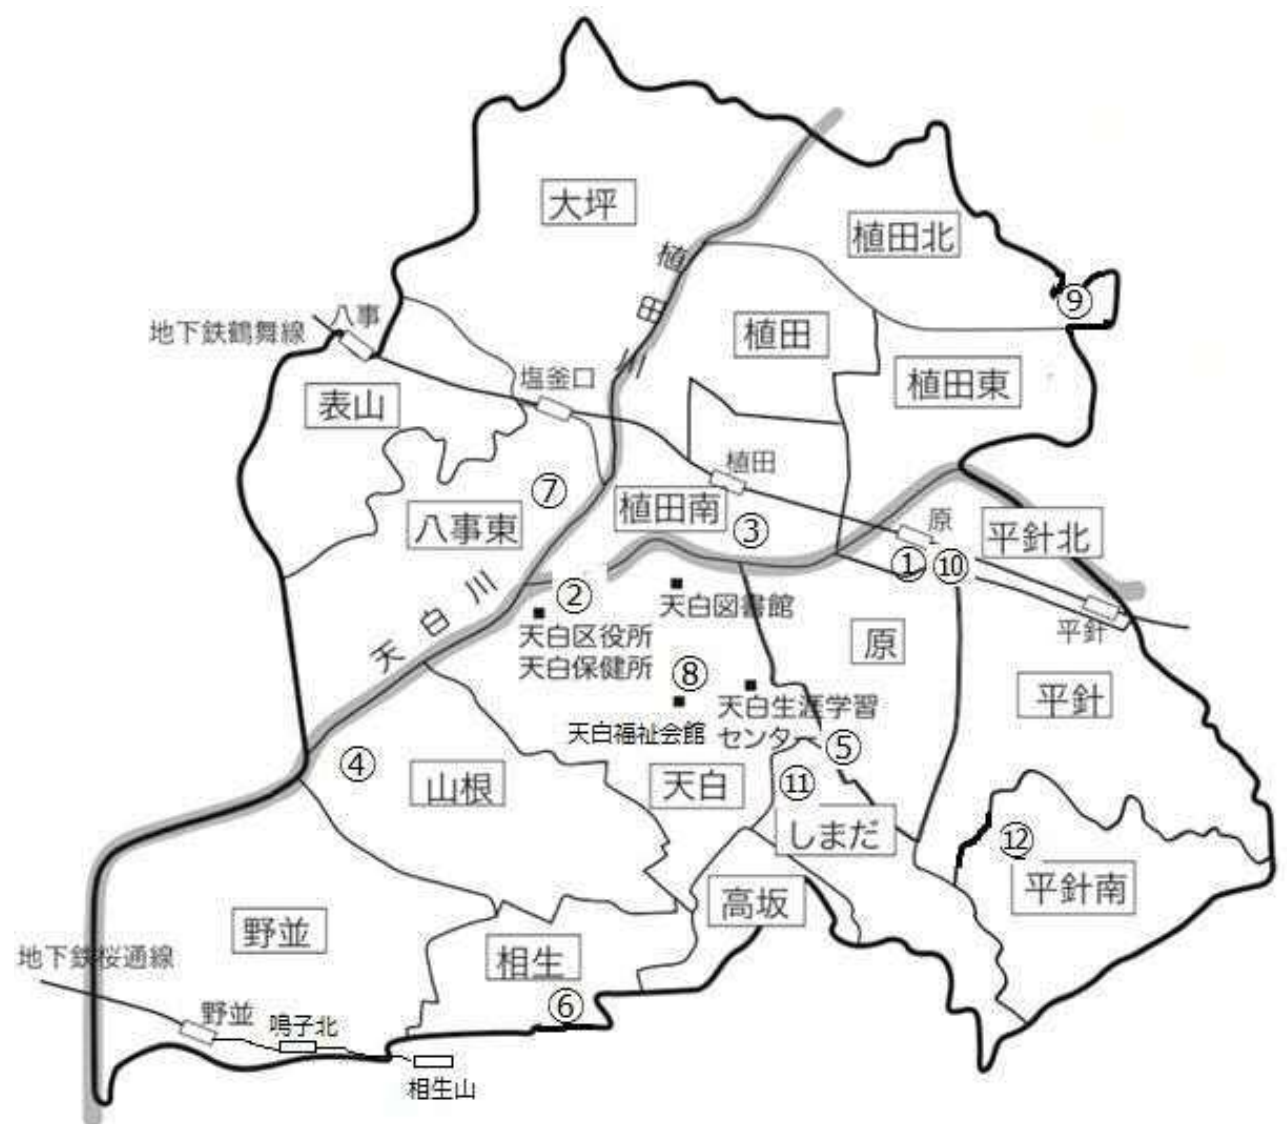 大坪
植田北
植田川
⑨
八事
地下鉄鶴舞線
植田
植田東
塩釜口
表山
植田
⑦
植田南
八事東
③
原
平針北
①
⑩
天白川
②
天白図書館
平針
天白区役所
天白保健所
原
⑧
平針
天白生涯学習
センター
天白福祉会館
⑤
④
山根
天白
⑪
しまだ
⑫
平針南
高坂
野並
相生
地下鉄桜通線
⑥
野並
鳴子北
相生山